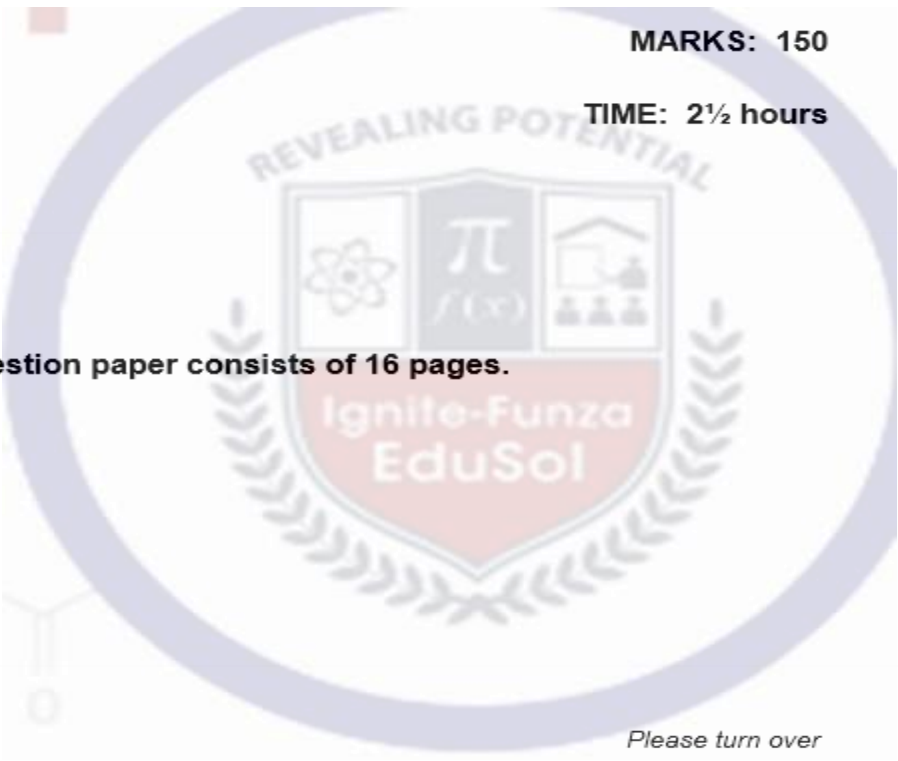 MARKS: 150
TIME: 2½ hours
REVEALING POTENTIAL
π
f(x)
estion paper consists of 16 pages.
Ignite-Funza
EduSol
O
Please turn over